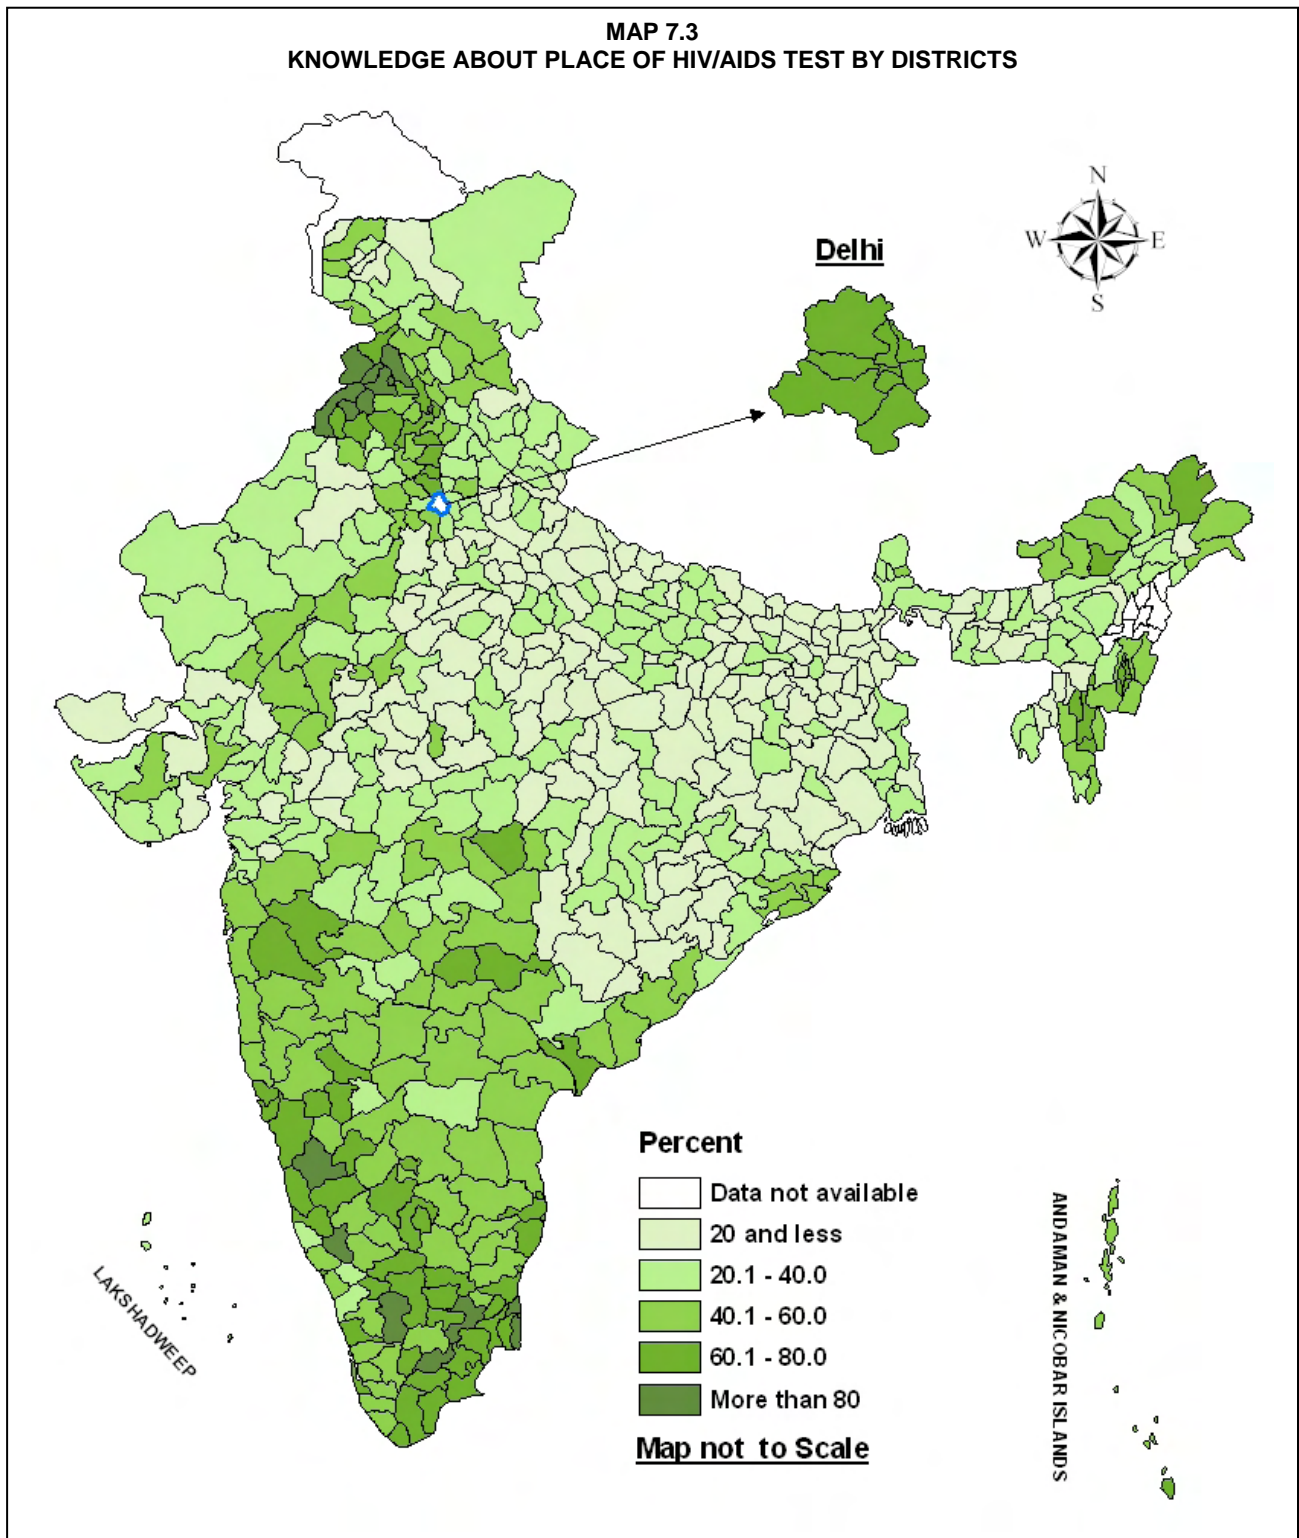 MAP 7.3
KNOWLEDGE ABOUT PLACE OF HIV/AIDS TEST BY DISTRICTS
N
W
E
S
Delhi
Percent
Data not available
20 and less
20.1 - 40.0
40.1 - 60.0
60.1 - 80.0
More than 80
Map not to Scale
LAKSHADWEEP
ANDAMAN & NICOBAR ISLANDS